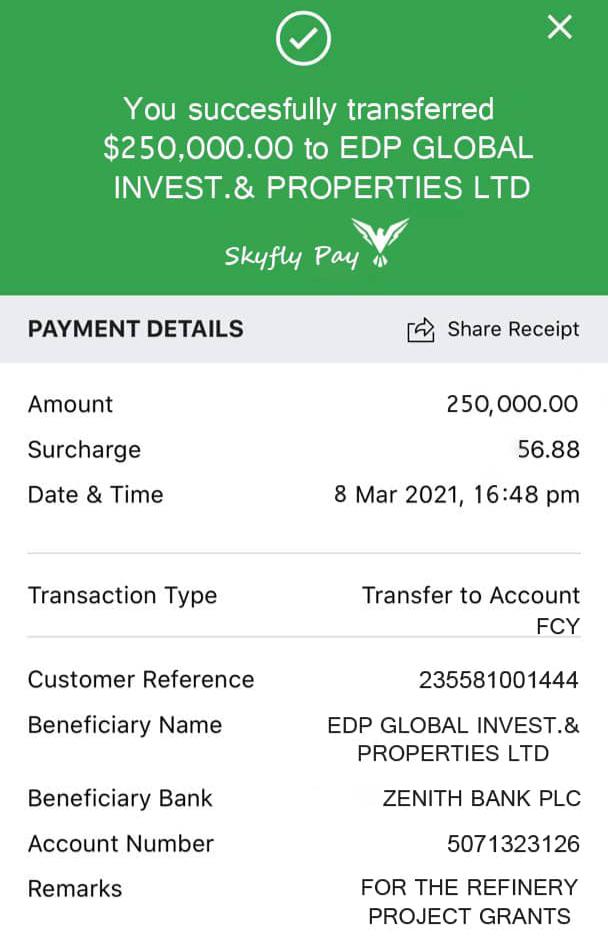 You succesfully transferred
$250,000.00 to EDP GLOBAL
INVEST.& PROPERTIES LTD
Skyfly Pay
PAYMENT DETAILS Share Receipt
Amount 250,000.00
Surcharge 56.88
Date & Time 8 Mar 2021, 16:48 pm
Transaction Type Transfer to Account
FCY
Customer Reference 235581001444
Beneficiary Name EDP GLOBAL INVEST.&
PROPERTIES LTD
Beneficiary Bank ZENITH BANK PLC
Account Number 5071323126
Remarks FOR THE REFINERY
PROJECT GRANTS